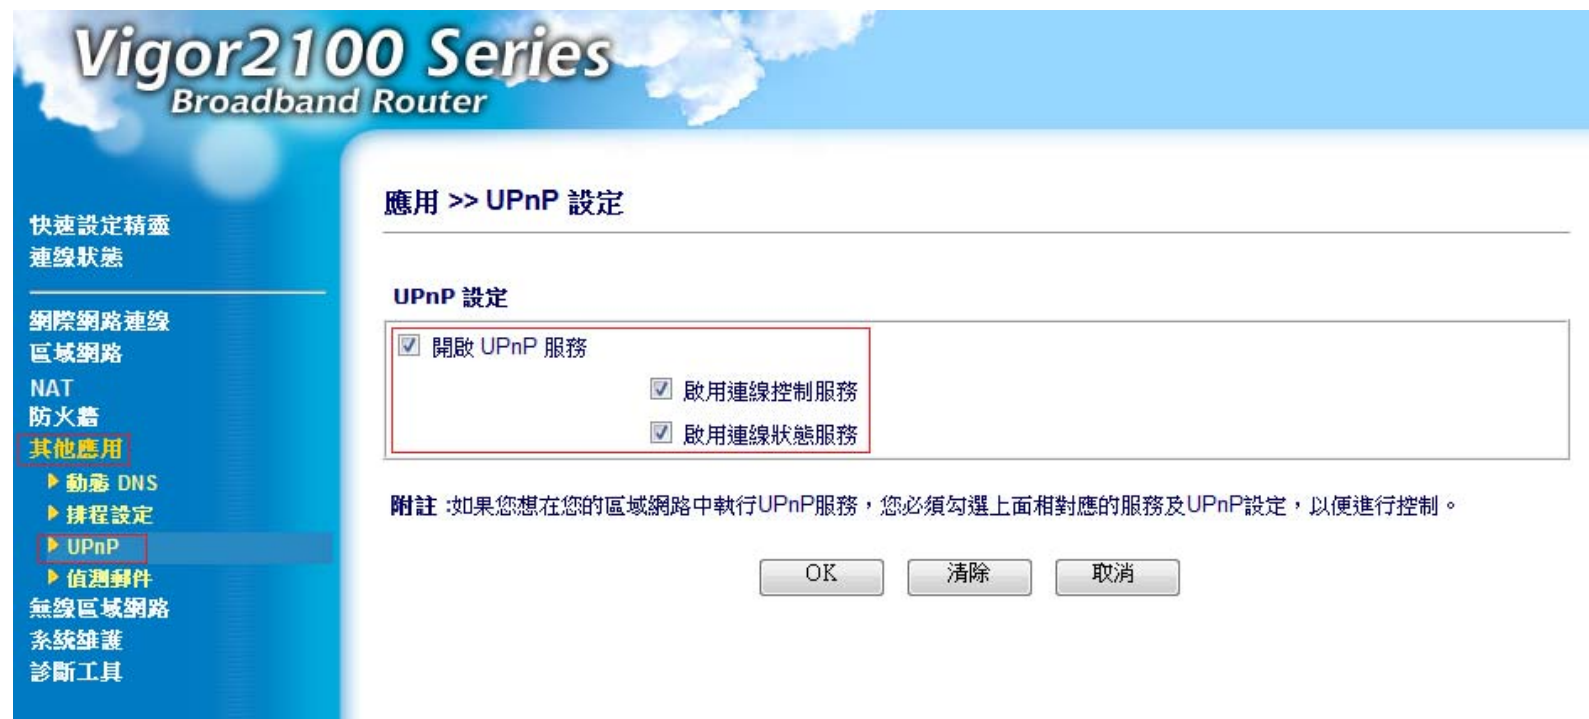 Vigor2100 Series
Broadband Router
快速設定精靈
連線狀態
網際網路連線
區域網路
NAT
防火牆
其他應用
動態 DNS
排程設定
UPnP
偵測郵件
無線區域網路
系統維護
診斷工具
應用 >> UPnP 設定
UPnP 設定
開啟 UPnP 服務
啟用連線控制服務
啟用連線狀態服務
附註 :如果您想在您的區域網路中執行UPnP服務，您必須勾選上面相對應的服務及UPnP設定，以便進行控制。
OK 清除 取消